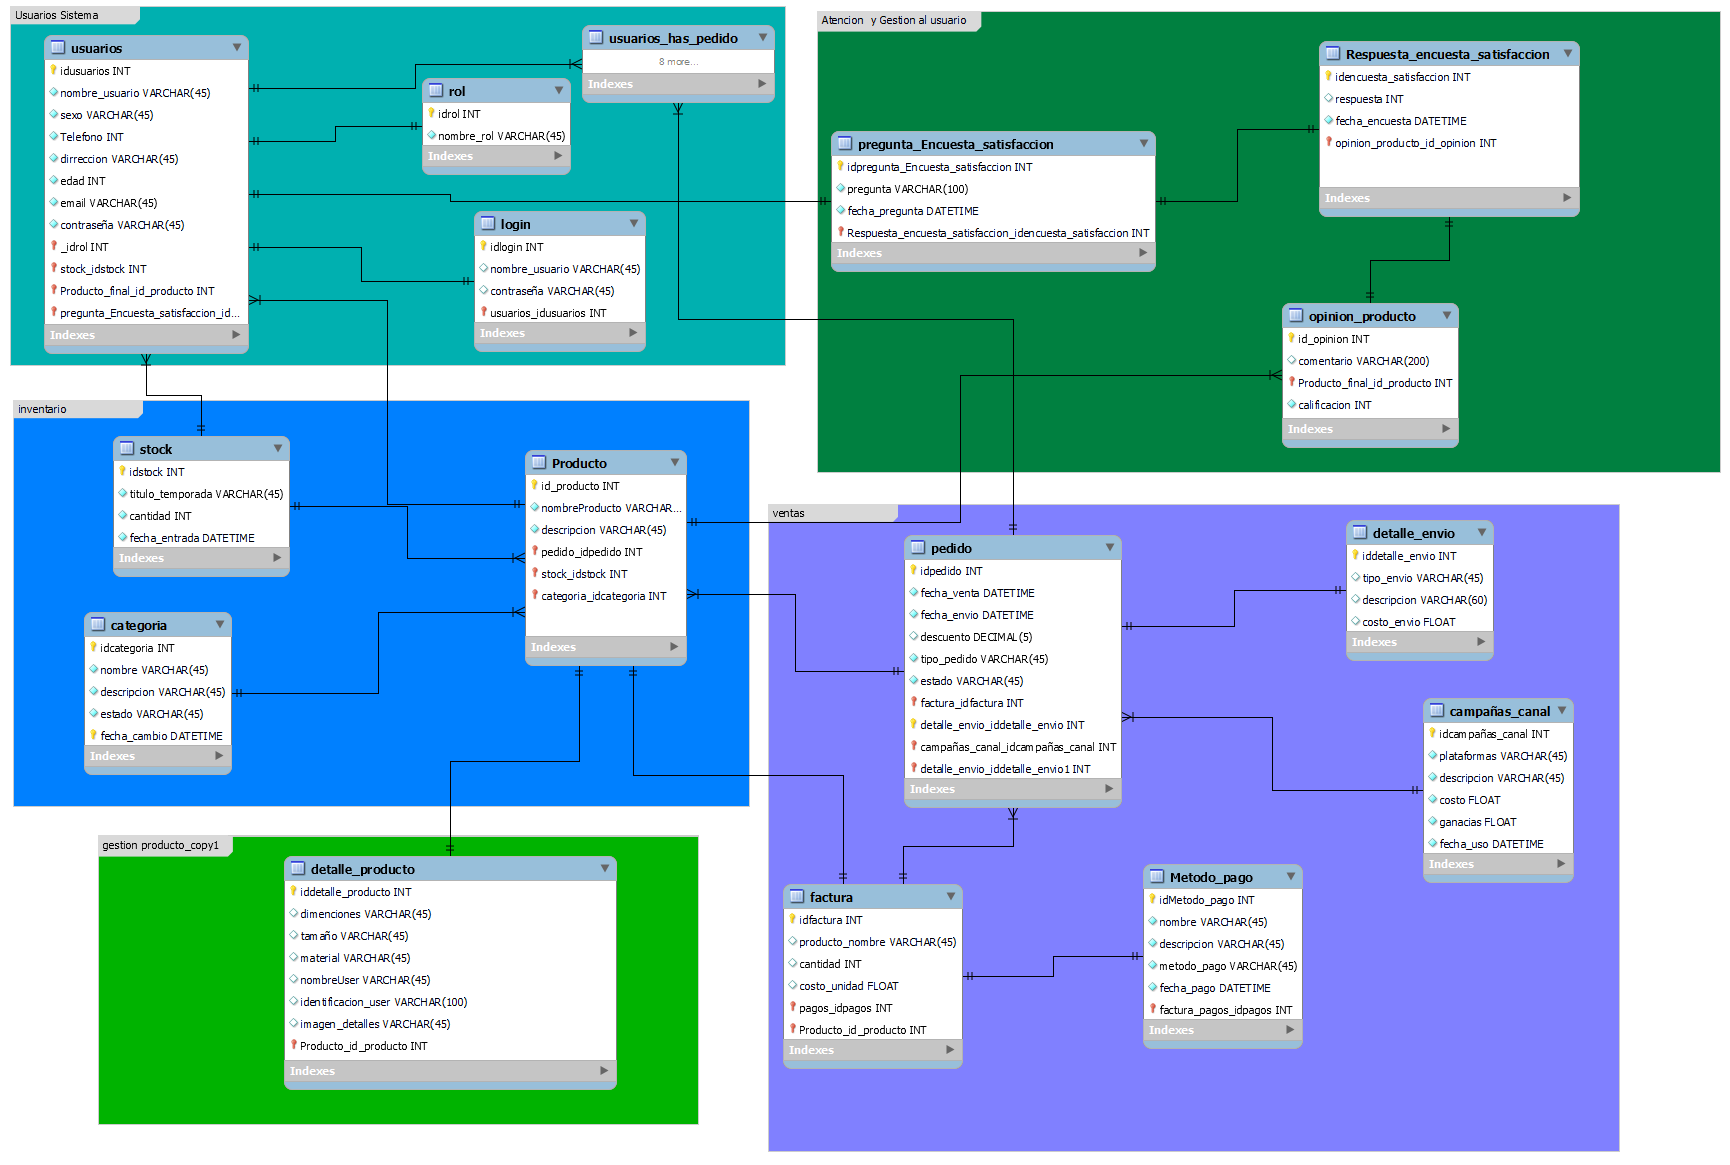 Usuarios Sistema
usuarios
idusuarios INT
nombre_usuario VARCHAR(45)
sexo VARCHAR(45)
Telefono INT
dirreccion VARCHAR(45)
edad INT
email VARCHAR(45)
contraseña VARCHAR(45)
_idrol INT
stock_idstock INT
Producto_final_id_producto INT
pregunta_Encuesta_satisfaccion_id...
Indexes
usuarios_has_pedido
8 more...
Indexes
rol
idrol INT
nombre_rol VARCHAR(45)
Indexes
login
idlogin INT
nombre_usuario VARCHAR(45)
contraseña VARCHAR(45)
usuarios_idusuarios INT
Indexes
Atencion y Gestion al usuario
pregunta_Encuesta_satisfaccion
idpregunta_Encuesta_satisfaccion INT
pregunta VARCHAR(100)
fecha_pregunta DATETIME
Respuesta_encuesta_satisfaccion_idencuesta_satisfaccion INT
Indexes
Respuesta_encuesta_satisfaccion
idencuesta_satisfaccion INT
respuesta INT
fecha_encuesta DATETIME
opinion_producto_id_opinion INT
Indexes
opinion_producto
id_opinion INT
comentario VARCHAR(200)
Producto_final_id_producto INT
calificacion INT
Indexes
inventario
stock
idstock INT
titulo_temporada VARCHAR(45)
cantidad INT
fecha_entrada DATETIME
Indexes
categoria
idcategoria INT
nombre VARCHAR(45)
descripcion VARCHAR(45)
estado VARCHAR(45)
fecha_cambio DATETIME
Indexes
Producto
id_producto INT
nombreProducto VARCHAR...
descripcion VARCHAR(45)
pedido_idpedido INT
stock_idstock INT
categoria_idcategoria INT
Indexes
ventas
pedido
idpedido INT
fecha_venta DATETIME
fecha_envio DATETIME
descuento DECIMAL(5)
tipo_pedido VARCHAR(45)
estado VARCHAR(45)
factura_idfactura INT
detalle_envio_iddetalle_envio INT
campañas_canal_idcampañas_canal INT
detalle_envio_iddetalle_envio1 INT
Indexes
detalle_envio
iddetalle_envio INT
tipo_envio VARCHAR(45)
descripcion VARCHAR(60)
costo_envio FLOAT
Indexes
campañas_canal
idcampañas_canal INT
plataformas VARCHAR(45)
descripcion VARCHAR(45)
costo FLOAT
ganacias FLOAT
fecha_uso DATETIME
Indexes
factura
idfactura INT
producto_nombre VARCHAR(45)
cantidad INT
costo_unidad FLOAT
pagos_idpagos INT
Producto_id_producto INT
Indexes
Metodo_pago
idMetodo_pago INT
nombre VARCHAR(45)
descripcion VARCHAR(45)
metodo_pago VARCHAR(45)
fecha_pago DATETIME
factura_pagos_idpagos INT
Indexes
gestion producto_copy1
detalle_producto
iddetalle_producto INT
dimenciones VARCHAR(45)
tamaño VARCHAR(45)
material VARCHAR(45)
nombreUser VARCHAR(45)
identificacion_user VARCHAR(100)
imagen_detalles VARCHAR(45)
Producto_id_producto INT
Indexes